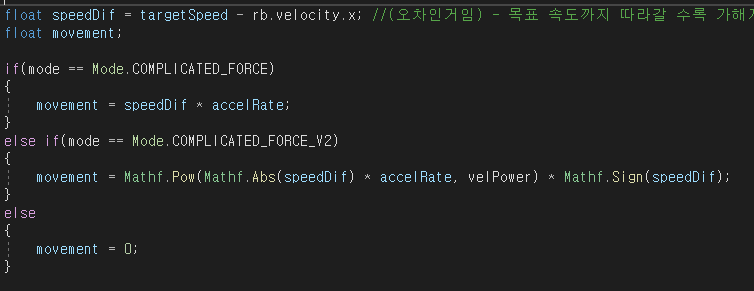 float speedDif = targetSpeed - rb.velocity.x; //(오차인거임) - 목표 속도까지 따라갈 수록 가해
float movement;
if(mode == Mode.COMPLICATED_FORCE)
{
movement = speedDif * accelRate;
}
else if(mode == Mode.COMPLICATED_FORCE_V2)
{
movement = Mathf.Pow(Mathf.Abs(speedDif) * accelRate, velPower) * Mathf.Sign(speedDif);
}
else
{
movement = 0;
}